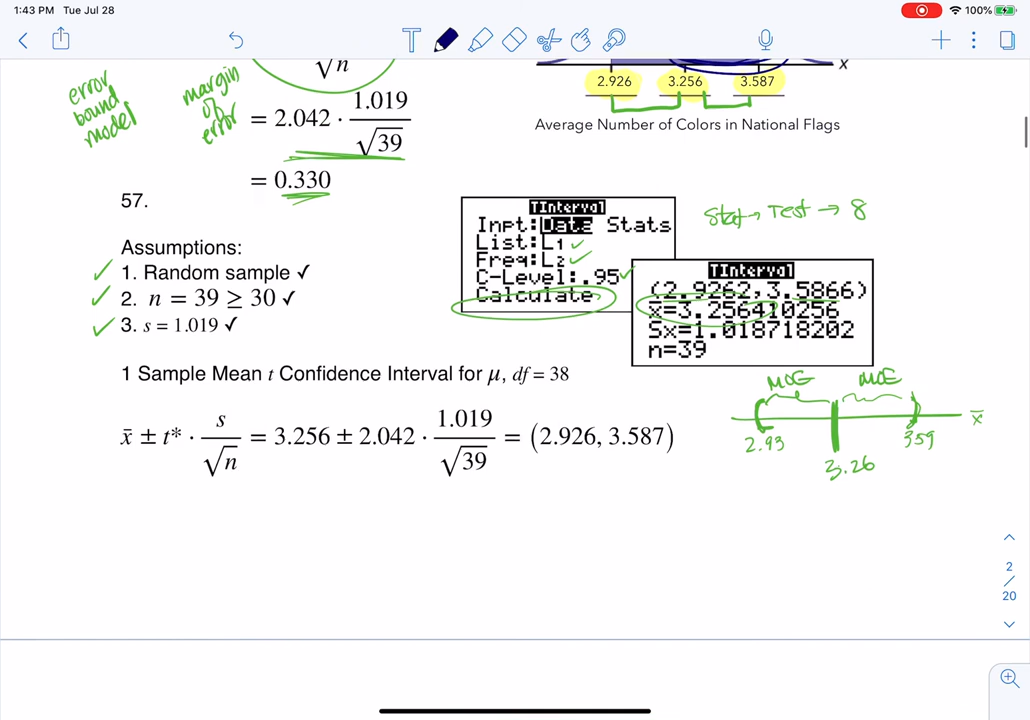 1:43 PM Tue Jul 28
100%
T
√n
error bound model
margin of error
= 2.042 · 1.019
√39
= 0.330
x
2.926 3.256 3.587
Average Number of Colors in National Flags
57.
Assumptions:
1. Random sample ✓
2. n = 39 ≥ 30 ✓
3. s = 1.019 ✓
TInterval
Inpt:Data Stats
List:L1
Freq:L2
C-Level:.95
Calculate
Stat → Test → 8
TInterval
(2.9262,3.5866)
x̄=3.256410256
Sx=1.018718202
n=39
1 Sample Mean t Confidence Interval for μ, df = 38
x̄ ± t* · s/√n = 3.256 ± 2.042 · 1.019/√39 = (2.926, 3.587)
MOE MOE
x̄
2.93 3.26 3.59
2
/
20